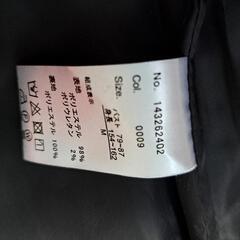 No. 143262402
Col. 0009
Size. M
バスト 79~87
身長 154~162
組成表示
表地
ポリエステル 98%
ポリウレタン 2%
裏地
ポリエステル 100%